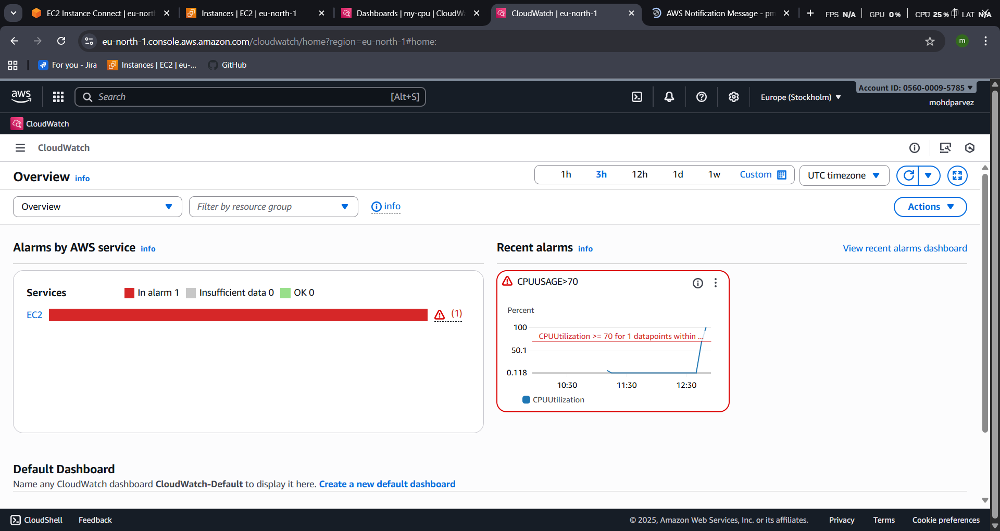 EC2 Instance Connect | eu-north
Instances | EC2 | eu-north-1
Dashboards | my-cpu | CloudWa
CloudWatch | eu-north-1
AWS Notification Message - pm
FPS N/A
GPU 0%
CPU 25%
LAT N/A
eu-north-1.console.aws.amazon.com/cloudwatch/home?region=eu-north-1#home:
m
For you - Jira
Instances | EC2 | eu-...
GitHub
aws
Search
[Alt+S]
Europe (Stockholm)
Account ID: 0560-0009-5785
mohdparvez
CloudWatch
CloudWatch
Overview info
1h
3h
12h
1d
1w
Custom
UTC timezone
Overview
Filter by resource group
info
Actions
Alarms by AWS service info
Services
In alarm 1
Insufficient data 0
OK 0
EC2
(1)
Recent alarms info
View recent alarms dashboard
CPUUSAGE>70
Percent
100
CPUUtilization >= 70 for 1 datapoints within ...
50.1
0.118
10:30
11:30
12:30
CPUUtilization
Default Dashboard
Name any CloudWatch dashboard CloudWatch-Default to display it here. Create a new default dashboard
CloudShell
Feedback
© 2025, Amazon Web Services, Inc. or its affiliates.
Privacy
Terms
Cookie preferences